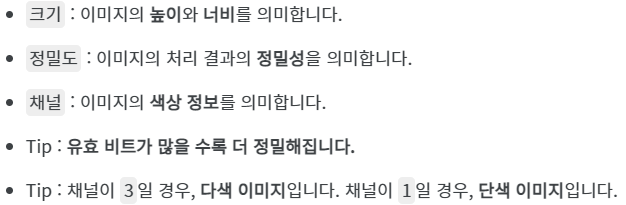 • 크기 : 이미지의 높이와 너비를 의미합니다.
• 정밀도 : 이미지의 처리 결과의 정밀성을 의미합니다.
• 채널 : 이미지의 색상 정보를 의미합니다.
• Tip : 유효 비트가 많을 수록 더 정밀해집니다.
• Tip : 채널이 3일 경우, 다색 이미지입니다. 채널이 1일 경우, 단색 이미지입니다.